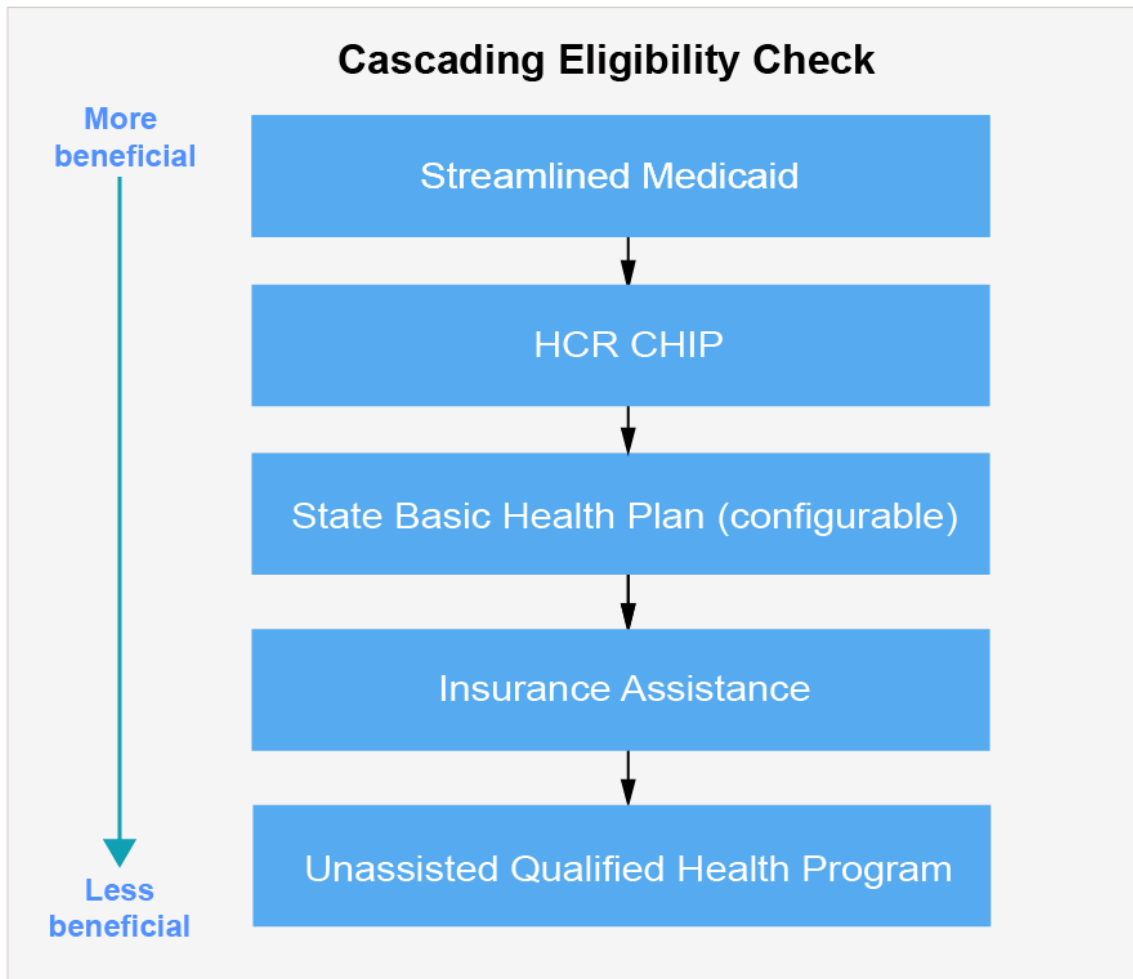 Cascading Eligibility Check
More
beneficial
Streamlined Medicaid
HCR CHIP
State Basic Health Plan (configurable)
Insurance Assistance
Unassisted Qualified Health Program
Less
beneficial